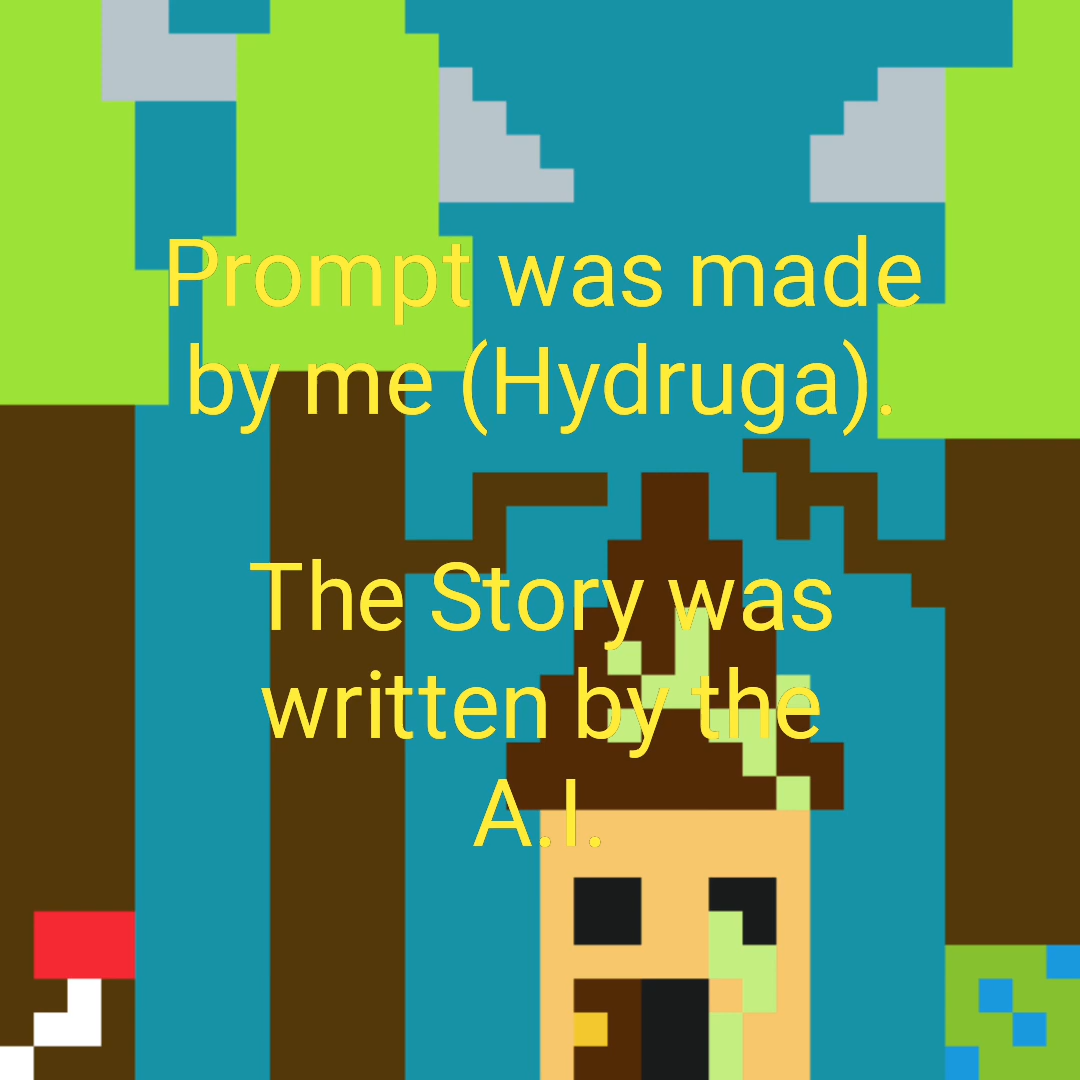 Prompt was made
by me (Hydruga).
The Story was
written by the
A.I.